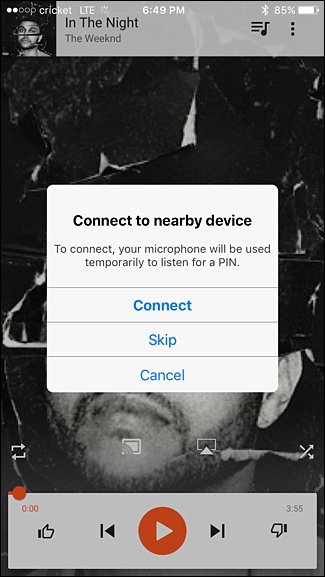 cricket LTE 6:49 PM 85%
In The Night
The Weeknd
Connect to nearby device
To connect, your microphone will be used
temporarily to listen for a PIN.
Connect
Skip
Cancel
0:00 3:55